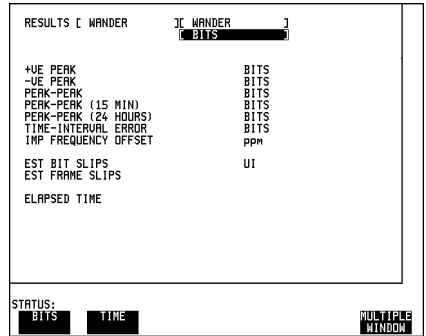 RESULTS [ WANDER ][ WANDER ]
[ BITS ]
+VE PEAK BITS
-VE PEAK BITS
PEAK-PEAK BITS
PEAK-PEAK (15 MIN) BITS
PEAK-PEAK (24 HOURS) BITS
TIME-INTERVAL ERROR BITS
IMP FREQUENCY OFFSET ppm
EST BIT SLIPS UI
EST FRAME SLIPS
ELAPSED TIME
STATUS:
BITS TIME MULTIPLE
WINDOW